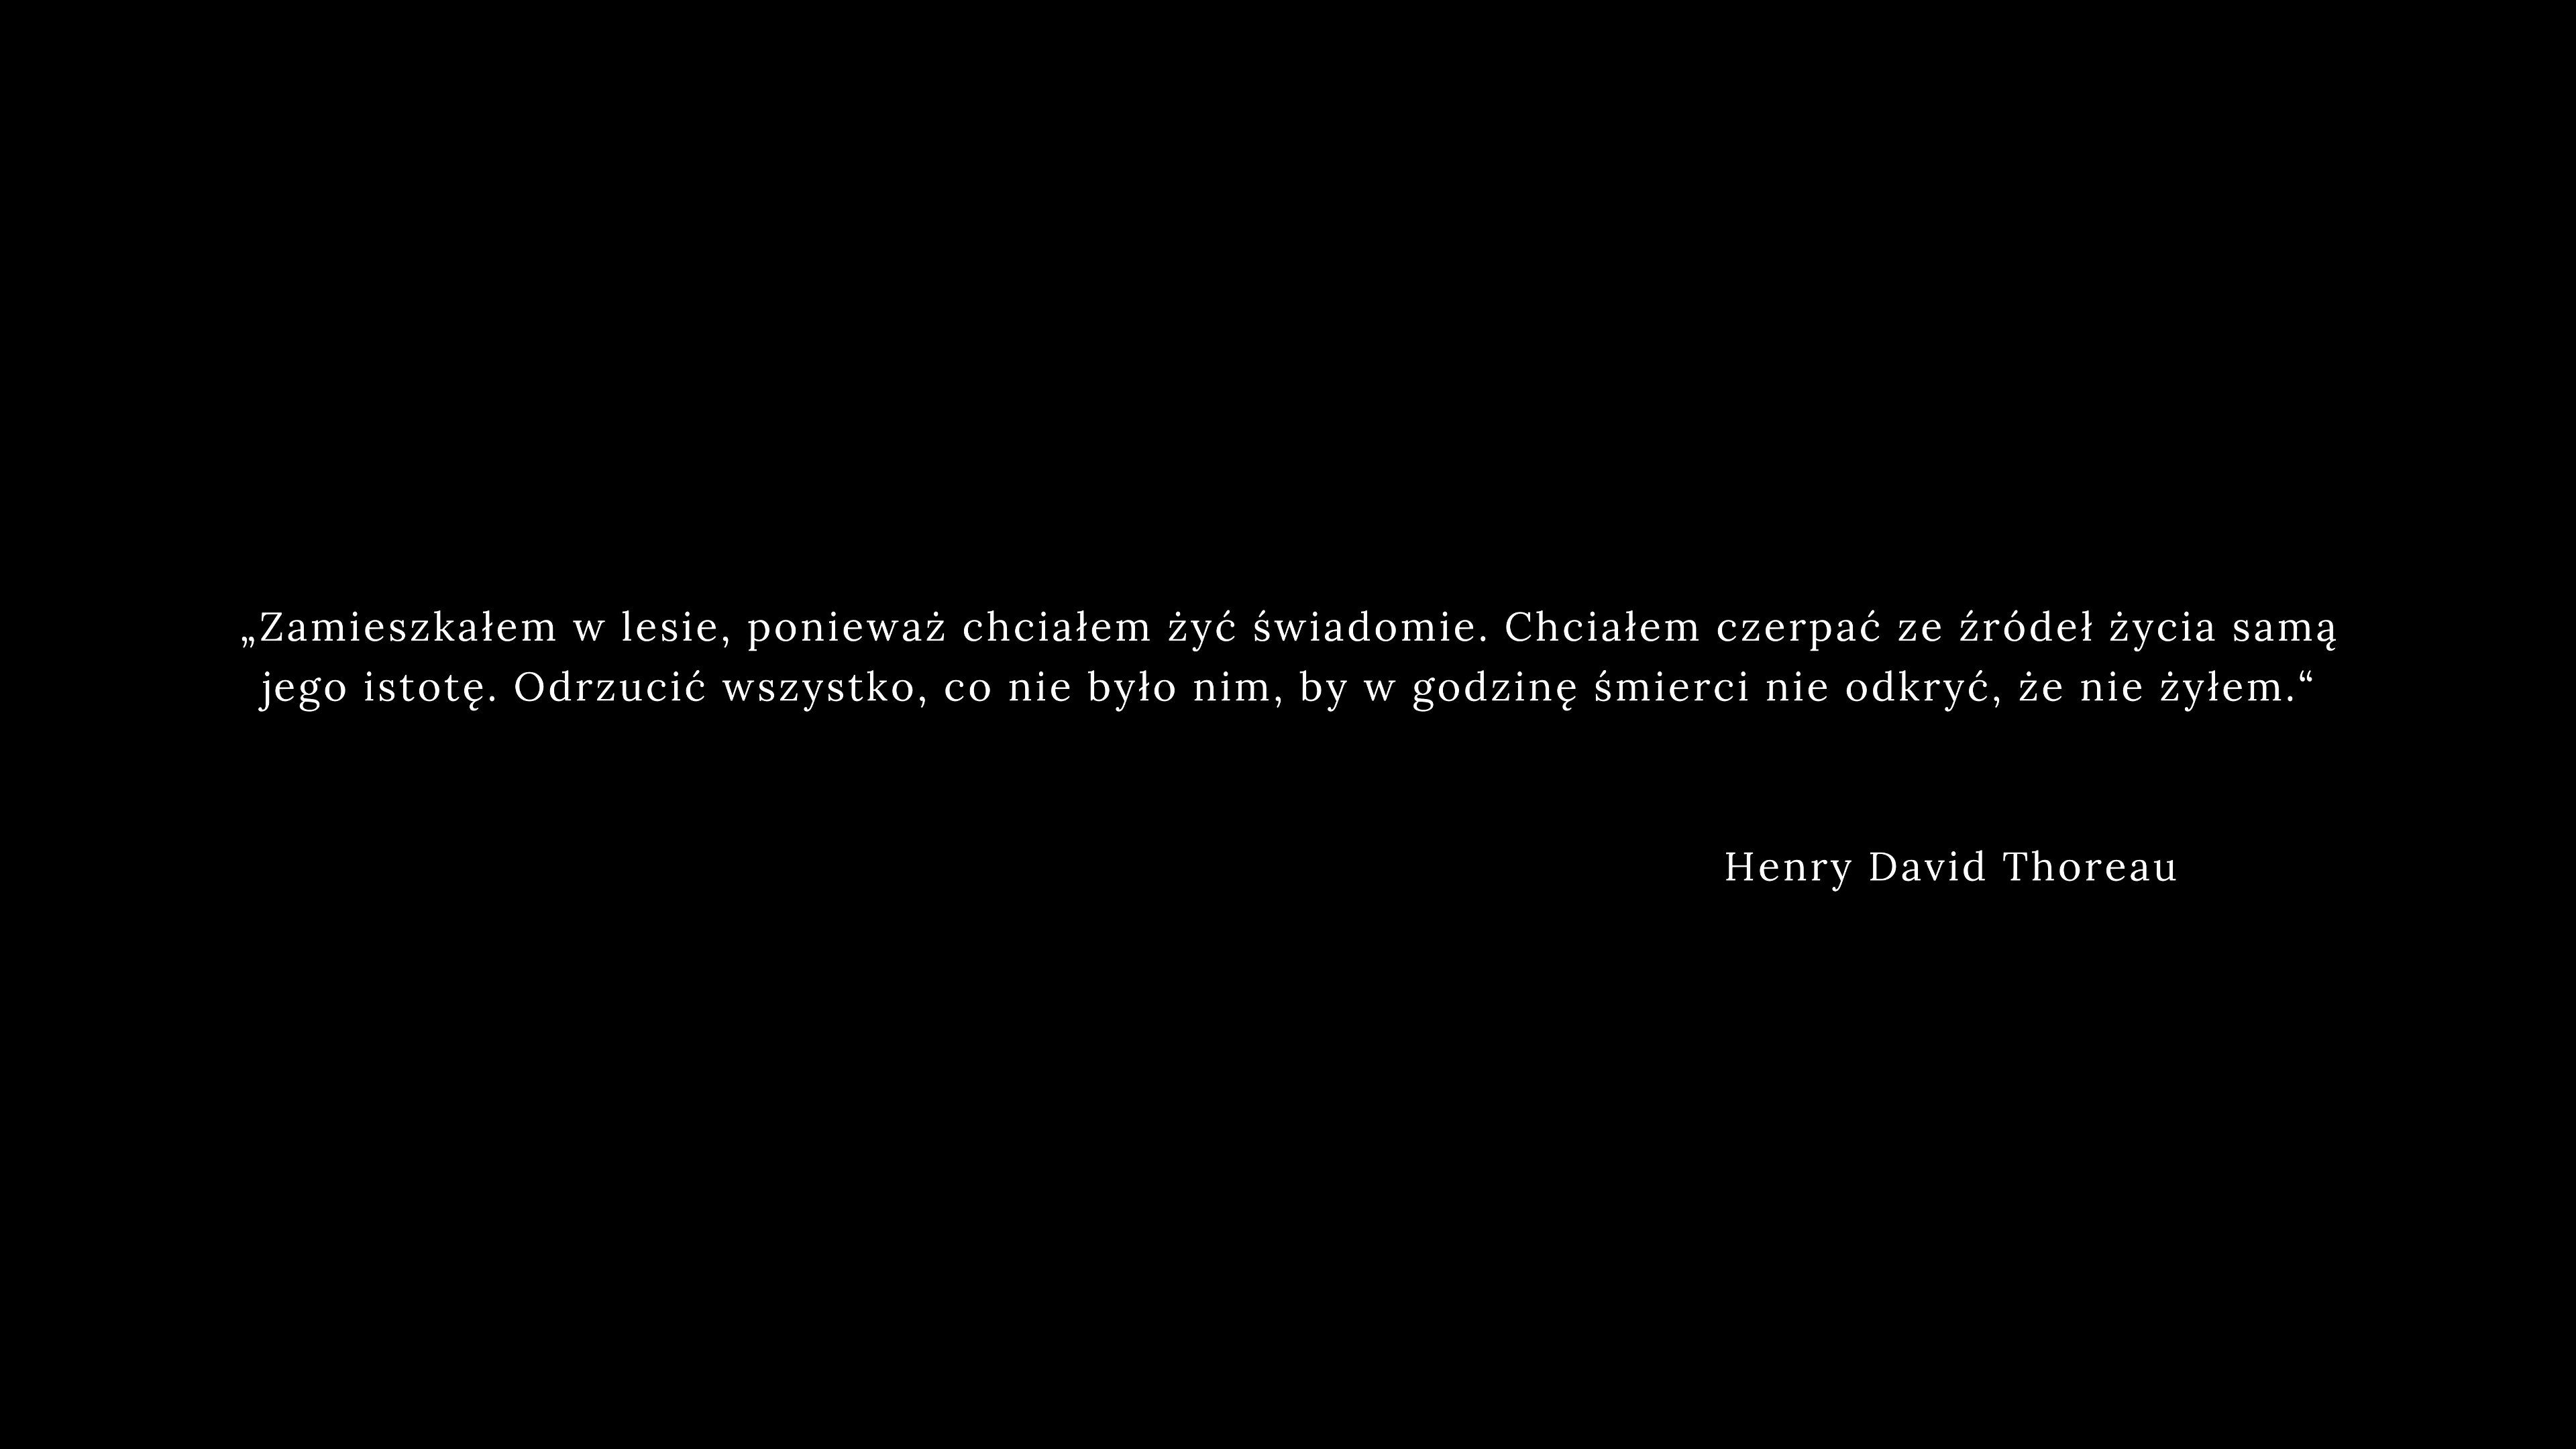 „Zamieszkałem w lesie, ponieważ chciałem żyć świadomie. Chciałem czerpać ze źródeł życia samą
jego istotę. Odrzucić wszystko, co nie było nim, by w godzinę śmierci nie odkryć, że nie żyłem.“
Henry David Thoreau